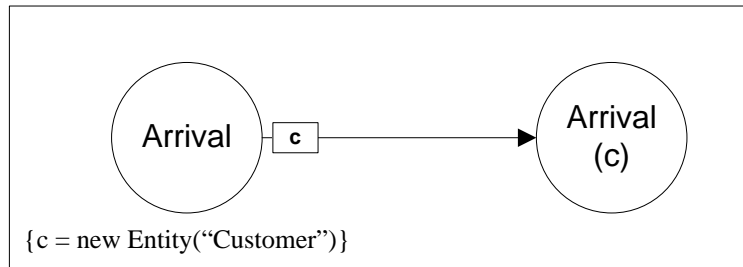 Arrival
c
Arrival
(c)
{c = new Entity(“Customer”)}